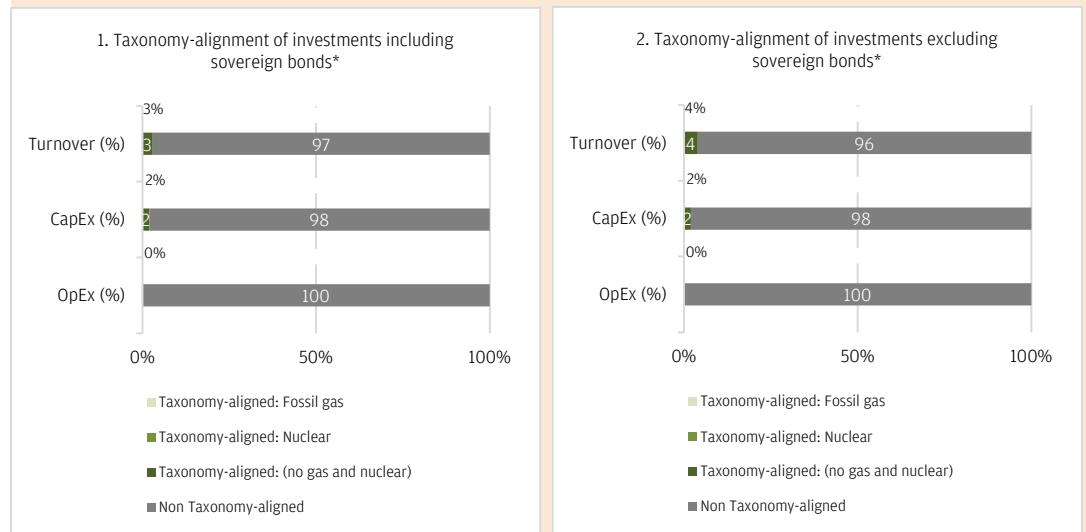 1. Taxonomy-alignment of investments including
sovereign bonds*
3%
Turnover (%)
3
97
2%
CapEx (%)
2
98
0%
OpEx (%)
100
0%
50%
100%
Taxonomy-aligned: Fossil gas
Taxonomy-aligned: Nuclear
Taxonomy-aligned: (no gas and nuclear)
Non Taxonomy-aligned
2. Taxonomy-alignment of investments excluding
sovereign bonds*
4%
Turnover (%)
4
96
2%
CapEx (%)
2
98
0%
OpEx (%)
100
0%
50%
100%
Taxonomy-aligned: Fossil gas
Taxonomy-aligned: Nuclear
Taxonomy-aligned: (no gas and nuclear)
Non Taxonomy-aligned